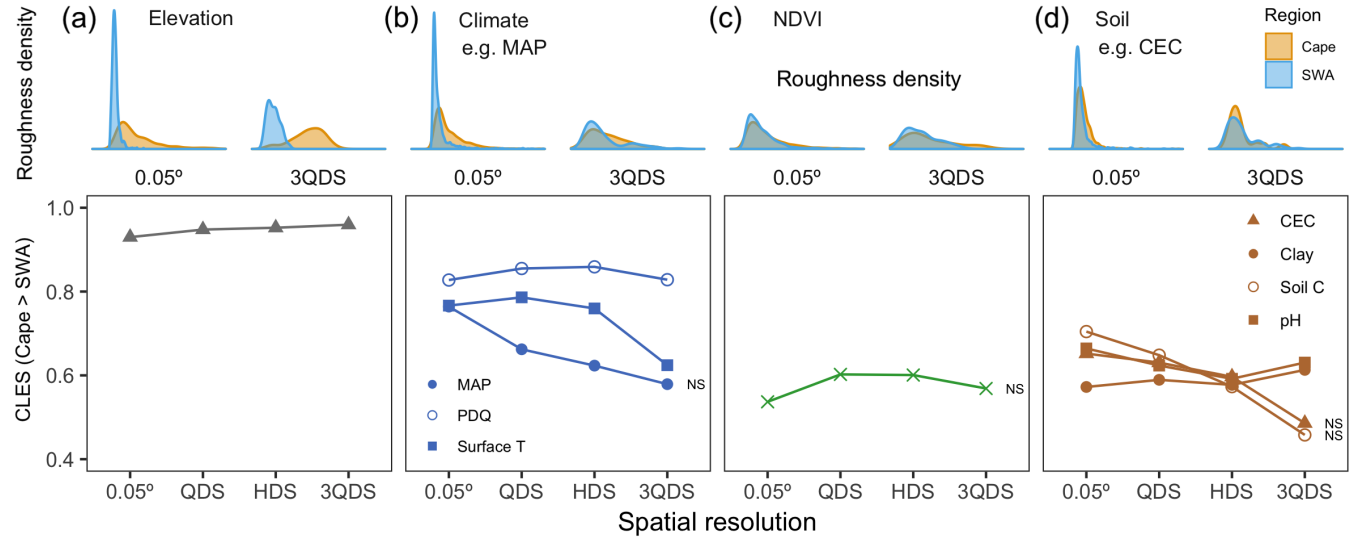 (a) Elevation
(b) Climate
e.g. MAP
(c) NDVI
(d) Soil
e.g. CEC
Region
Cape
SWA
Roughness density
Roughness density
0.05º 3QDS
0.05º 3QDS
0.05º 3QDS
0.05º 3QDS
CLES (Cape > SWA)
1.0
0.8
0.6
0.4
MAP
PDQ
Surface T
NS
NS
CEC
Clay
Soil C
pH
NS
NS
0.05º QDS HDS 3QDS
0.05º QDS HDS 3QDS
0.05º QDS HDS 3QDS
0.05º QDS HDS 3QDS
Spatial resolution